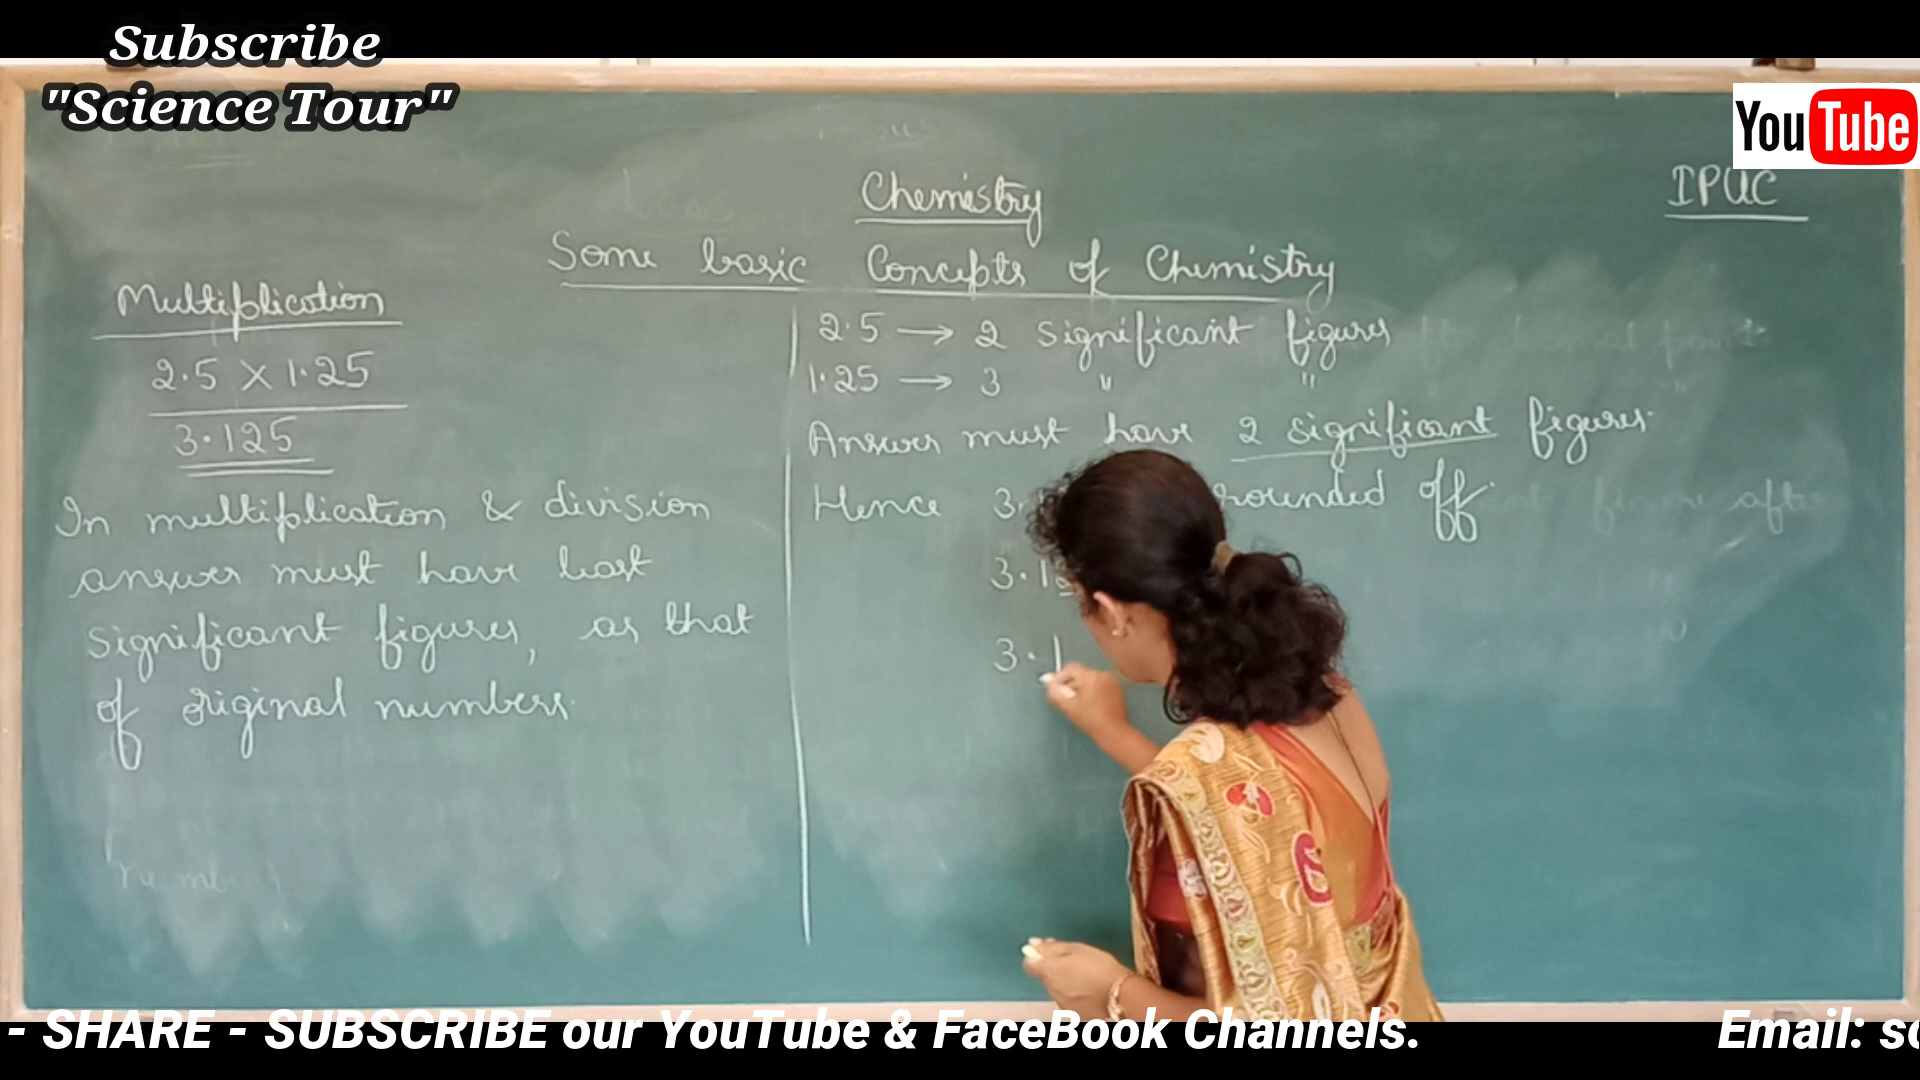 Subscribe
"Science Tour"
YouTube
Chemistry
IPUC
Some basic Concepts of Chemistry
Multiplication
2.5 X 1.25
3.125
In multiplication & division
answer must have least
significant figures, as that
of original numbers.
number
2.5 → 2 significant figures
1.25 → 3 " "
Answer must have 2 significant figures.
Hence 3. rounded off.
3.12
3.1
- SHARE - SUBSCRIBE our YouTube & FaceBook Channels.
Email: